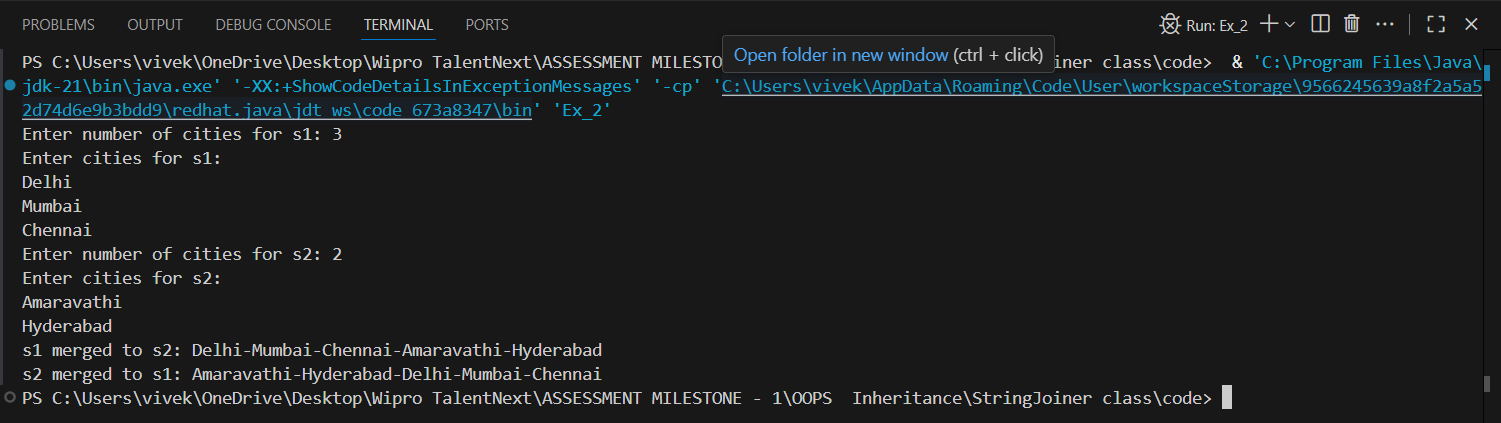 PROBLEMS OUTPUT DEBUG CONSOLE TERMINAL PORTS Run: Ex_2
Open folder in new window (ctrl + click)
PS C:\Users\vivek\OneDrive\Desktop\Wipro TalentNext\ASSESSMENT MILESTO iner class\code>  & 'C:\Program Files\Java\
jdk-21\bin\java.exe' '-XX:+ShowCodeDetailsInExceptionMessages' '-cp' 'C:\Users\vivek\AppData\Roaming\Code\User\workspaceStorage\9566245639a8f2a5a5
2d74d6e9b3bdd9\redhat.java\jdt_ws\code_673a8347\bin' 'Ex_2'
Enter number of cities for s1: 3
Enter cities for s1:
Delhi
Mumbai
Chennai
Enter number of cities for s2: 2
Enter cities for s2:
Amaravathi
Hyderabad
s1 merged to s2: Delhi-Mumbai-Chennai-Amaravathi-Hyderabad
s2 merged to s1: Amaravathi-Hyderabad-Delhi-Mumbai-Chennai
PS C:\Users\vivek\OneDrive\Desktop\Wipro TalentNext\ASSESSMENT MILESTONE - 1\OOPS  Inheritance\StringJoiner class\code>